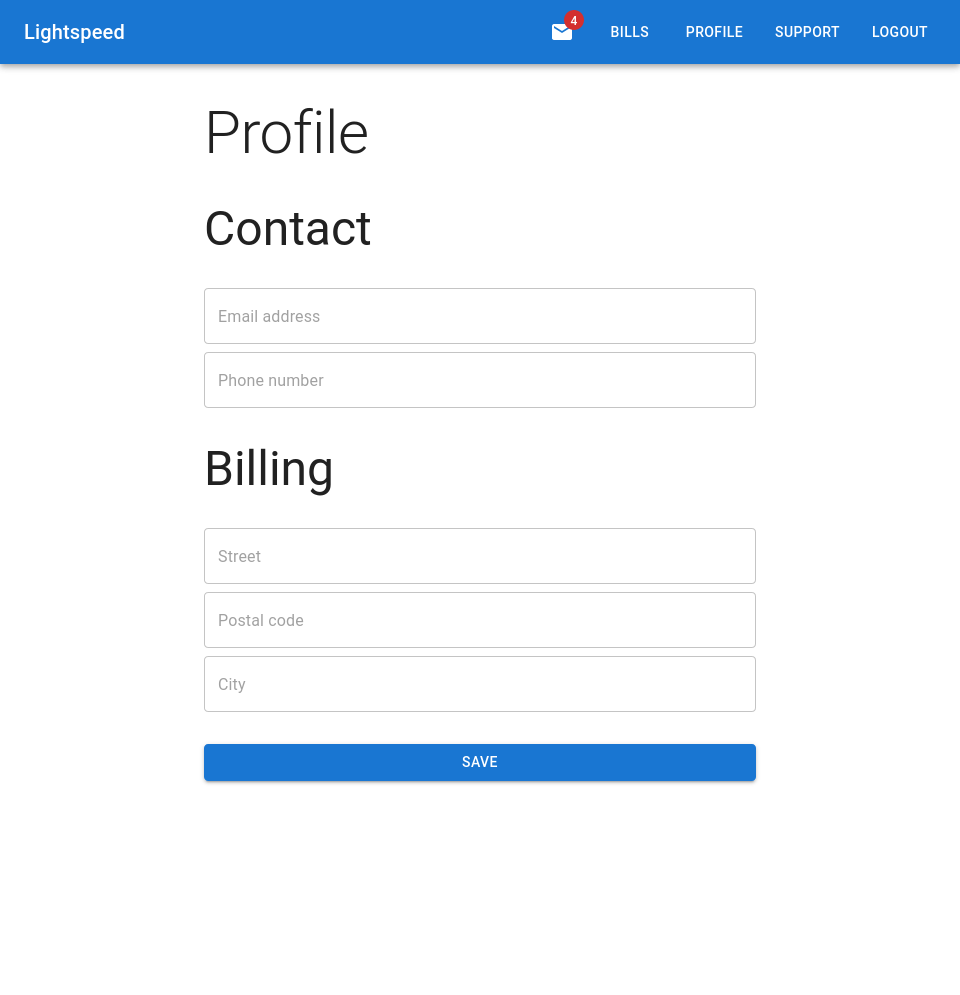 Lightspeed
4
BILLS
PROFILE
SUPPORT
LOGOUT
Profile
Contact
Email address
Phone number
Billing
Street
Postal code
City
SAVE